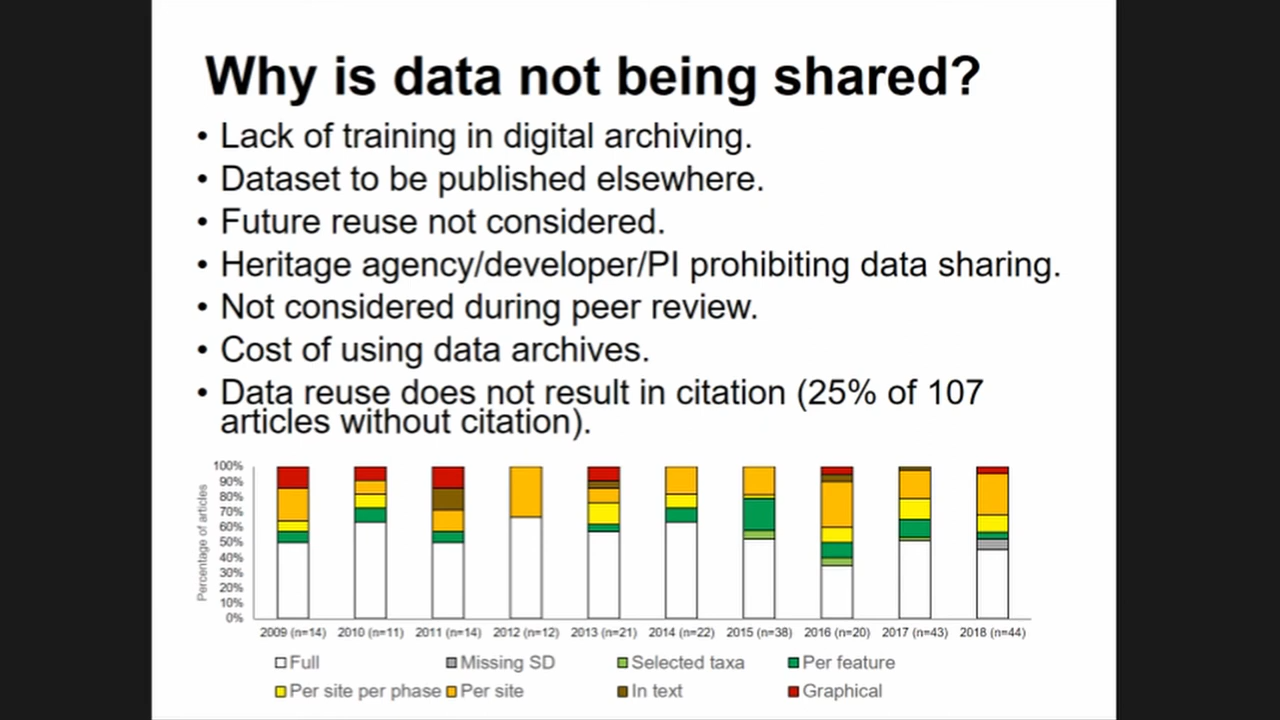 Why is data not being shared?
• Lack of training in digital archiving.
• Dataset to be published elsewhere.
• Future reuse not considered.
• Heritage agency/developer/PI prohibiting data sharing.
• Not considered during peer review.
• Cost of using data archives.
• Data reuse does not result in citation (25% of 107
articles without citation).
Percentage of articles
100%
90%
80%
70%
60%
50%
40%
30%
20%
10%
0%
2009 (n=14) 2010 (n=11) 2011 (n=14) 2012 (n=12) 2013 (n=21) 2014 (n=22) 2015 (n=38) 2016 (n=20) 2017 (n=43) 2018 (n=44)
Full Missing SD Selected taxa Per feature
Per site per phase Per site In text Graphical